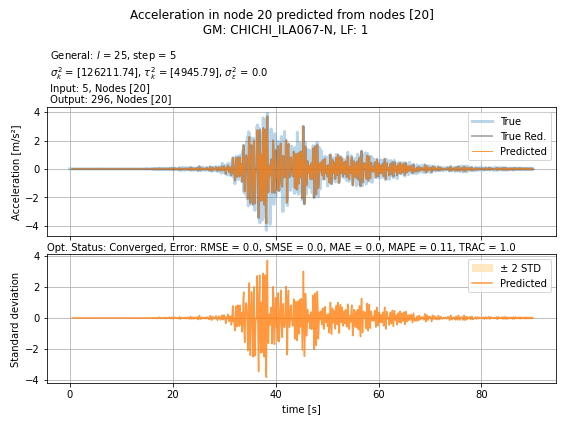 Acceleration in node 20 predicted from nodes [20]
GM: CHICHI_ILA067-N, LF: 1
General: l = 25, step = 5
σ²ₖ = [126211.74], τ²ₖ = [4945.79], σ²ε = 0.0
Input: 5, Nodes [20]
Output: 296, Nodes [20]
Acceleration [m/s²]
4
2
0
−2
−4
True
True Red.
Predicted
Opt. Status: Converged, Error: RMSE = 0.0, SMSE = 0.0, MAE = 0.0, MAPE = 0.11, TRAC = 1.0
Standard deviation
4
2
0
−2
−4
± 2 STD
Predicted
0 20 40 60 80
time [s]